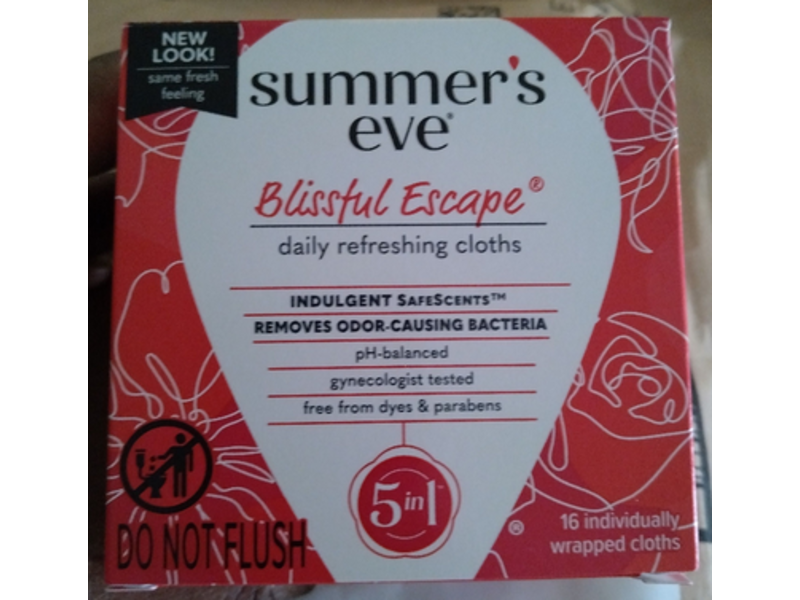 NEW
LOOK!
same fresh
feeling
summer's
eve®
Blissful Escape®
daily refreshing cloths
INDULGENT SAFESCENTS™
REMOVES ODOR-CAUSING BACTERIA
pH-balanced
gynecologist tested
free from dyes & parabens
5in1™
®
DO NOT FLUSH
16 individually
wrapped cloths